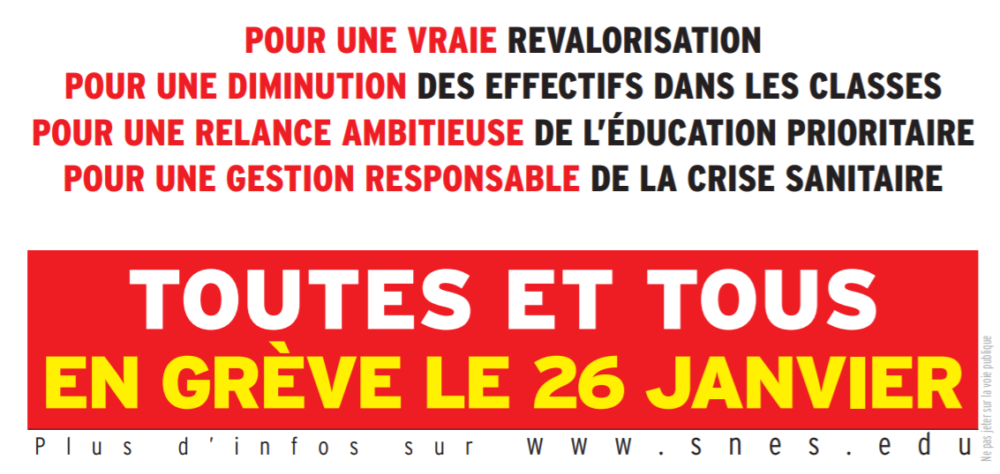 POUR UNE VRAIE REVALORISATION
POUR UNE DIMINUTION DES EFFECTIFS DANS LES CLASSES
POUR UNE RELANCE AMBITIEUSE DE L'ÉDUCATION PRIORITAIRE
POUR UNE GESTION RESPONSABLE DE LA CRISE SANITAIRE
TOUTES ET TOUS
EN GRÈVE LE 26 JANVIER
Plus d'infos sur www.snes.edu
Ne pas jeter sur la voie publique